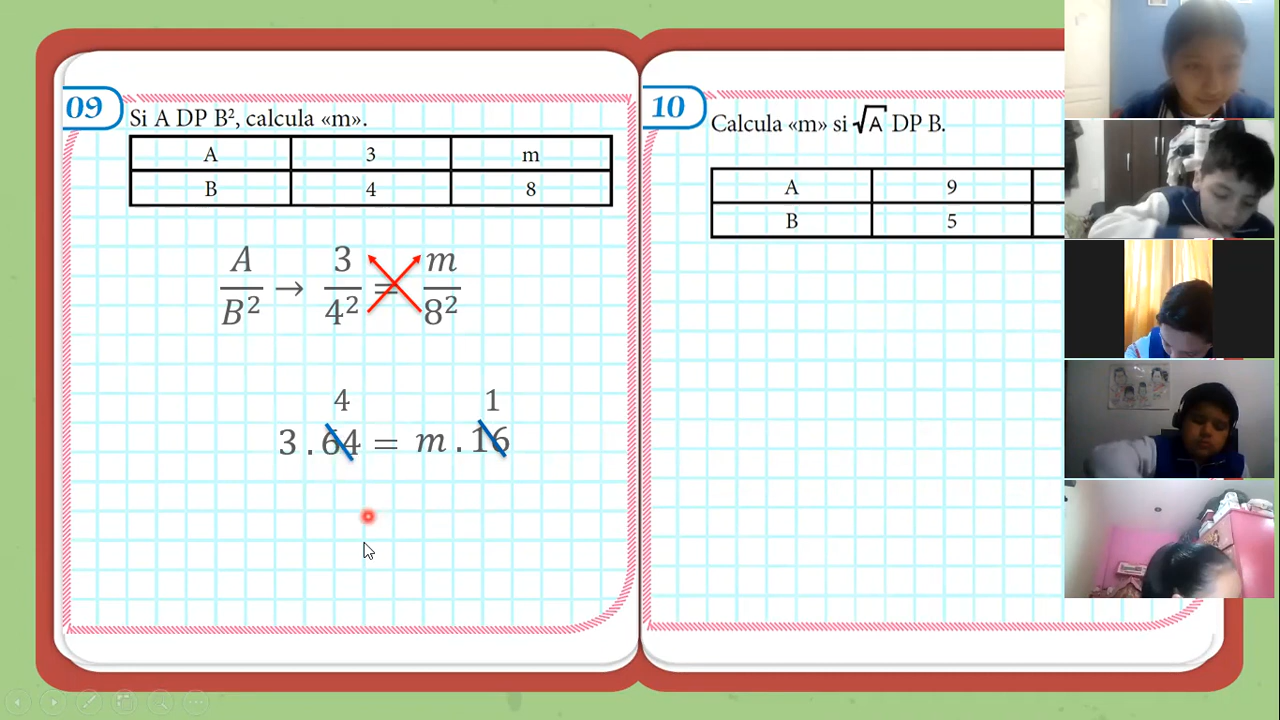 09
Si A DP B², calcula «m».
A 3 m
B 4 8
A/B² → 3/4² = m/8²
4 1
3 . 64 = m . 16
10
Calcula «m» si √A DP B.
A 9
B 5